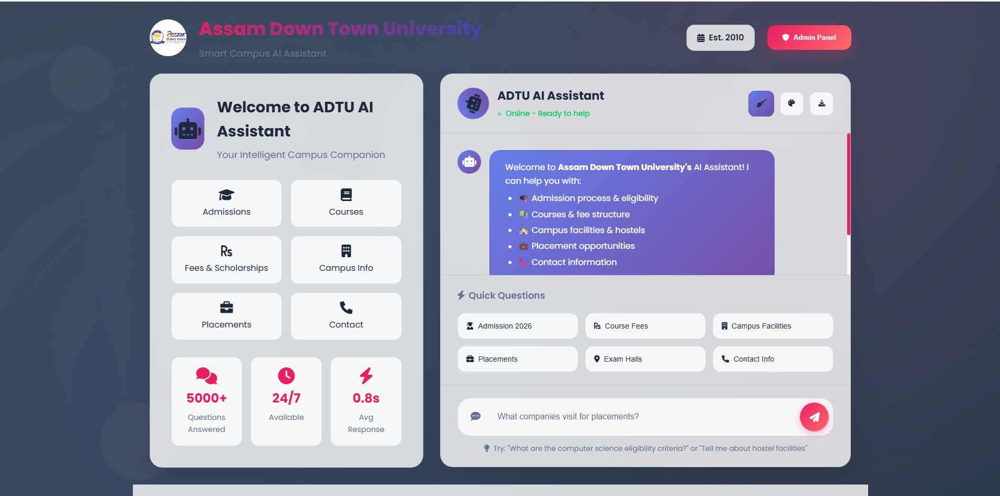 ASSAM
down town
UNIVERSITY
Assam Down Town University
Smart Campus AI Assistant
Est. 2010
Admin Panel
Welcome to ADTU AI
Assistant
Your Intelligent Campus Companion
Admissions
Courses
Fees & Scholarships
Campus Info
Placements
Contact
5000+
Questions
Answered
24/7
Available
0.8s
Avg
Response
ADTU AI Assistant
Online - Ready to help
Welcome to Assam Down Town University's AI Assistant! I
can help you with:
• 🎓 Admission process & eligibility
• 📚 Courses & fee structure
• 🏫 Campus facilities & hostels
• 💼 Placement opportunities
• 📞 Contact information
Quick Questions
Admission 2026
Course Fees
Campus Facilities
Placements
Exam Halls
Contact Info
What companies visit for placements?
Try: "What are the computer science eligibility criteria?" or "Tell me about hostel facilities"